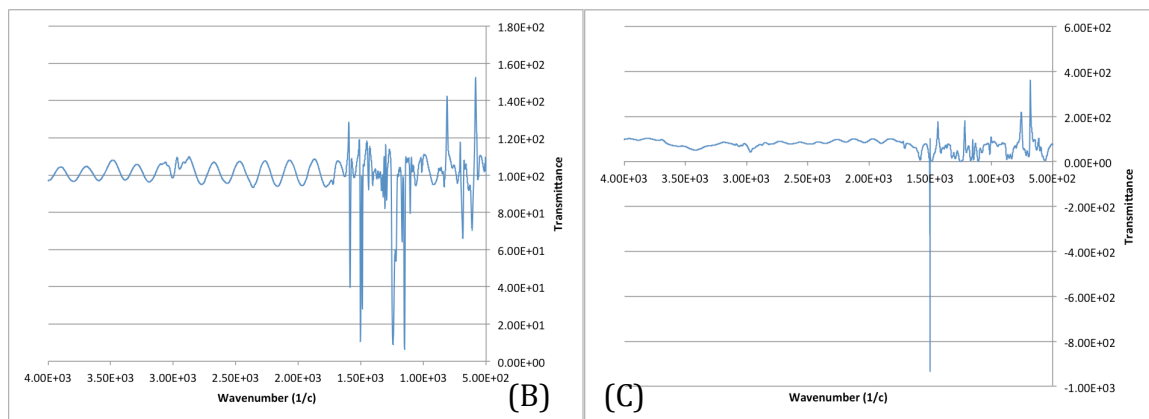 1.80E+02
1.60E+02
1.40E+02
1.20E+02
1.00E+02
8.00E+01
6.00E+01
4.00E+01
2.00E+01
0.00E+00
Transmittance
4.00E+03 3.50E+03 3.00E+03 2.50E+03 2.00E+03 1.50E+03 1.00E+03 5.00E+02
Wavenumber (1/c)
(B)
6.00E+02
4.00E+02
2.00E+02
0.00E+00
-2.00E+02
-4.00E+02
-6.00E+02
-8.00E+02
-1.00E+03
Transmittance
4.00E+03 3.50E+03 3.00E+03 2.50E+03 2.00E+03 1.50E+03 1.00E+03 5.00E+02
Wavenumber (1/c)
(C)